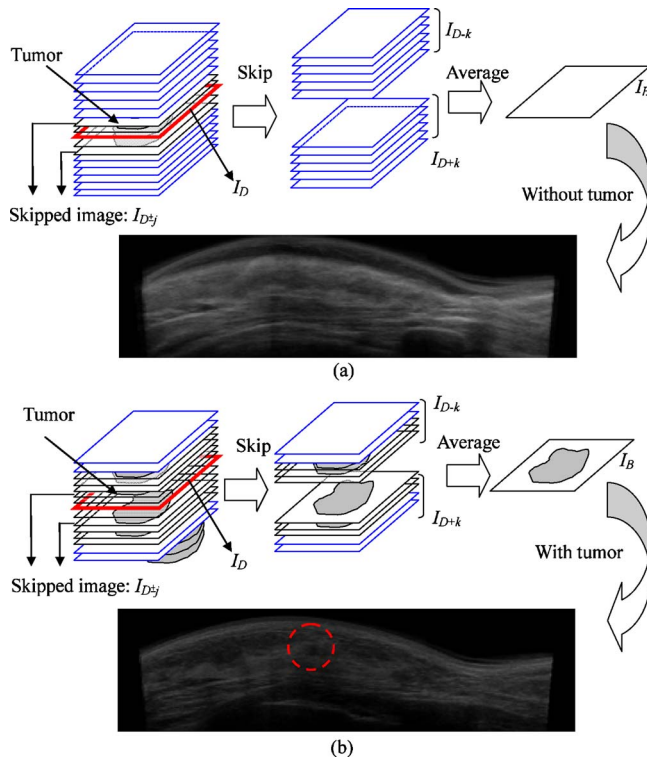 I_{D-k}
Skip
Average
Tumor
I_B
I_{D+k}
I_D
Without tumor
Skipped image: I_{D±j}
(a)
I_{D-k}
Tumor
Skip
Average
I_B
I_{D+k}
I_D
With tumor
Skipped image: I_{D±j}
(b)